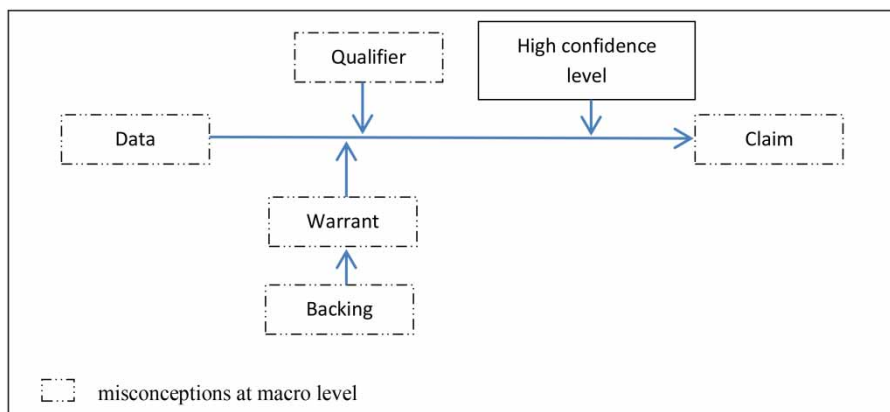 Qualifier
High confidence
level
Data
Claim
Warrant
Backing
misconceptions at macro level